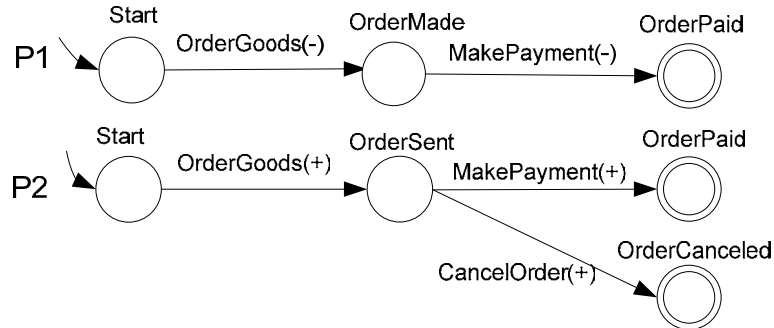 Start
OrderGoods(-)
OrderMade
MakePayment(-)
OrderPaid
P1
Start
OrderGoods(+)
OrderSent
MakePayment(+)
OrderPaid
P2
OrderCanceled
CancelOrder(+)